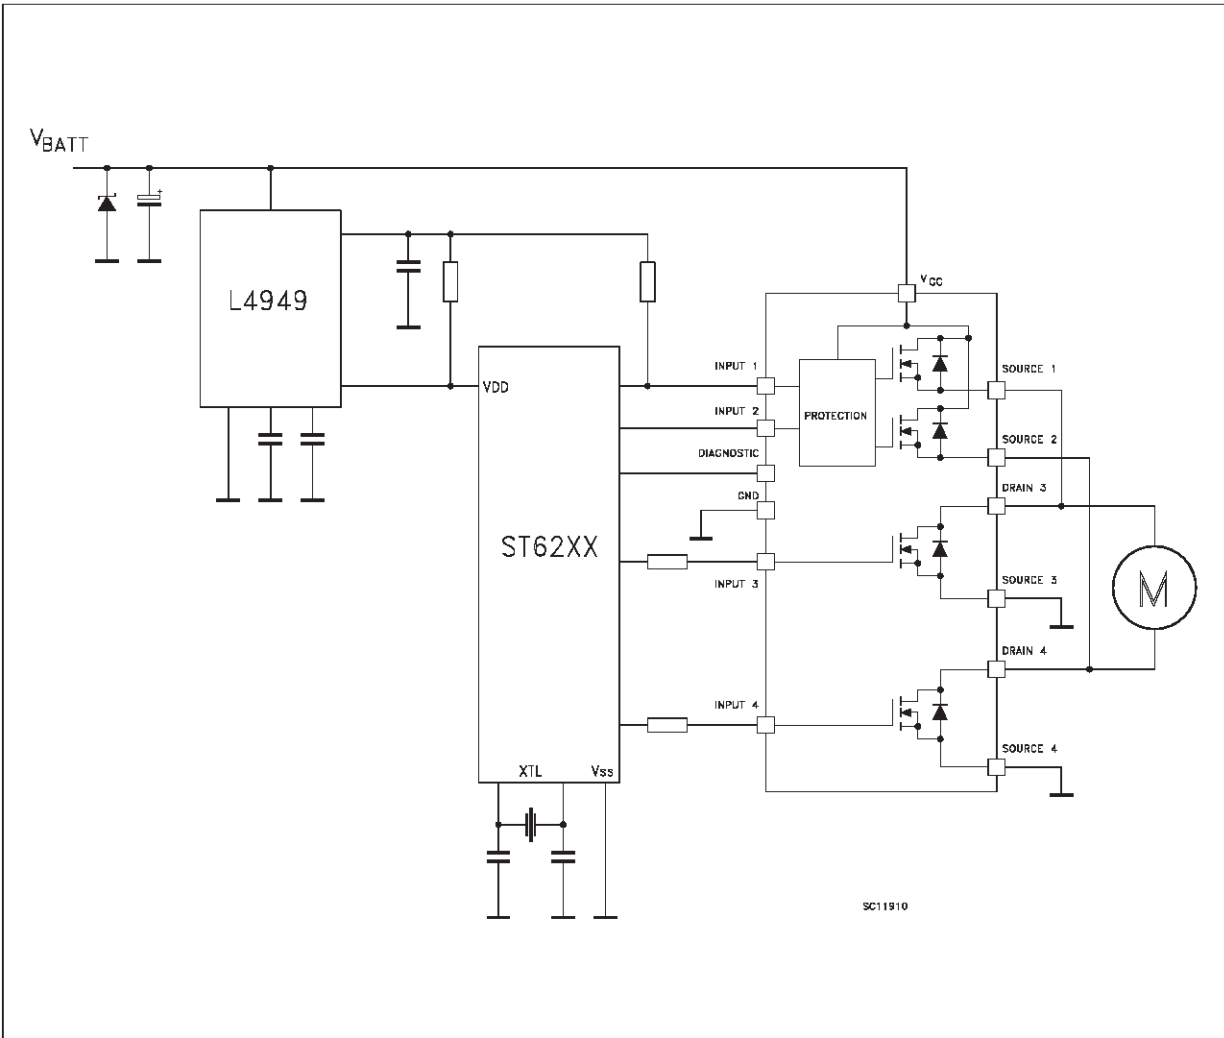 VBATT
L4949
VCC
INPUT 1
SOURCE 1
VDD
INPUT 2
PROTECTION
SOURCE 2
DIAGNOSTIC
DRAIN 3
GND
ST62XX
INPUT 3
SOURCE 3
M
DRAIN 4
INPUT 4
SOURCE 4
XTL
Vss
SC11910